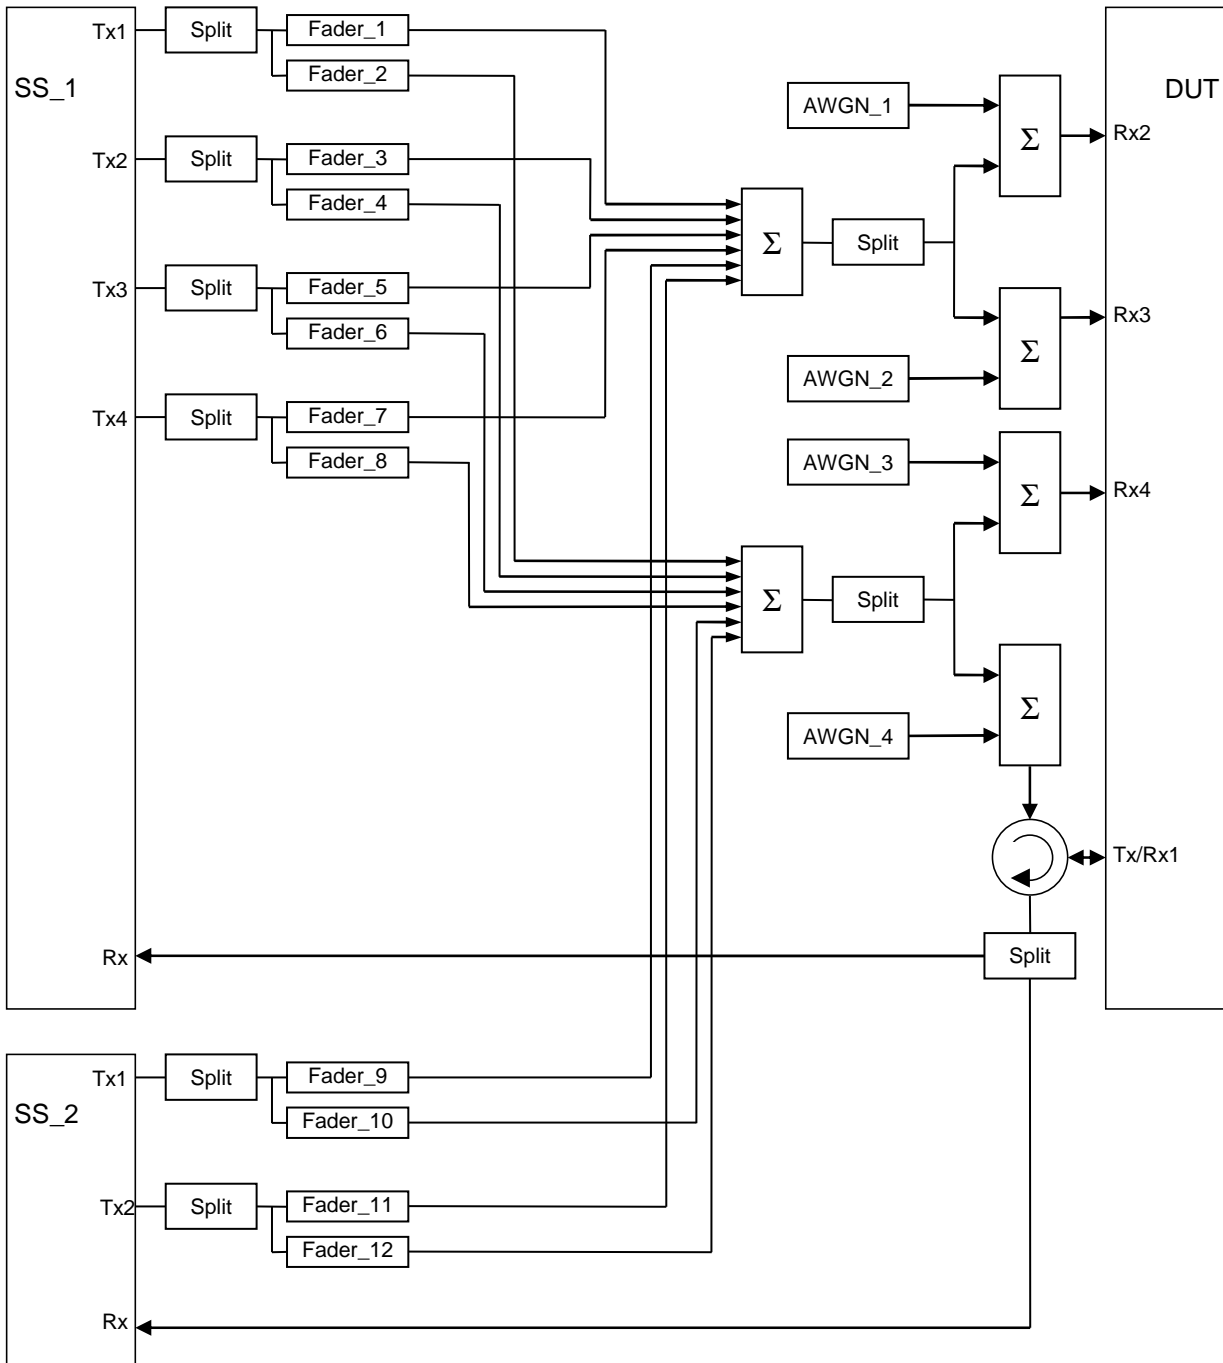 SS_1
Tx1
Split
Fader_1
Fader_2
Tx2
Split
Fader_3
Fader_4
Tx3
Split
Fader_5
Fader_6
Tx4
Split
Fader_7
Fader_8
Rx
SS_2
Tx1
Split
Fader_9
Fader_10
Tx2
Split
Fader_11
Fader_12
Rx
Σ
Split
Σ
Split
AWGN_1
Σ
AWGN_2
Σ
AWGN_3
Σ
AWGN_4
Σ
Split
DUT
Rx2
Rx3
Rx4
Tx/Rx1